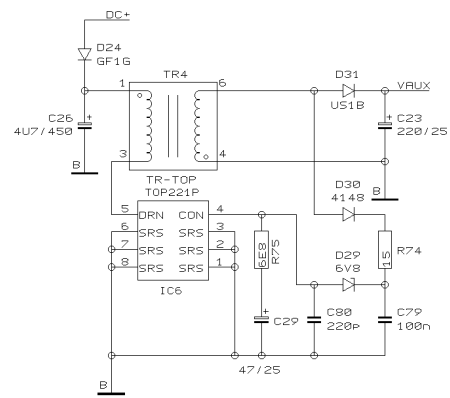 DC+
D24
GF1G
TR4
1
6
D31
US1B
VAUX
C26
4U7/450
+
+
C23
220/25
B
3
4
B
TR-TOP
TOP221P
D30
4148
5
DRN
CON
4
6
SRS
SRS
3
7
SRS
SRS
2
8
SRS
SRS
1
IC6
6E8
R75
D29
6V8
15
R74
+
C29
47/25
C80
220p
C79
100n
B